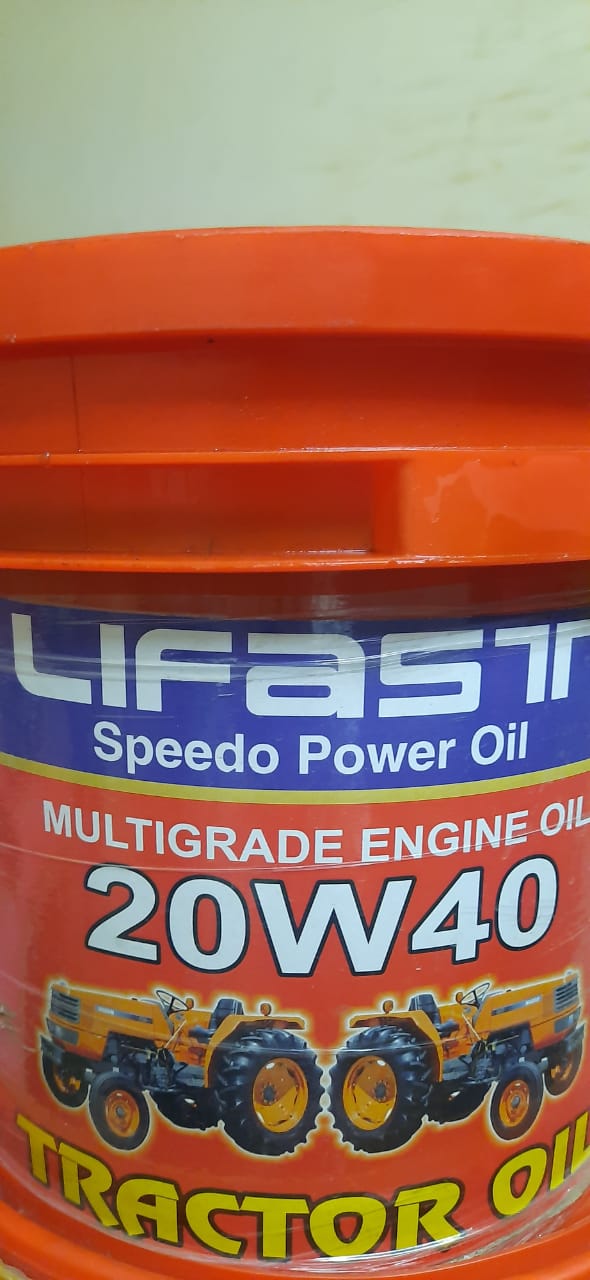 LIFAST
Speedo Power Oil
MULTIGRADE ENGINE OIL
20W40
TRACTOR OIL